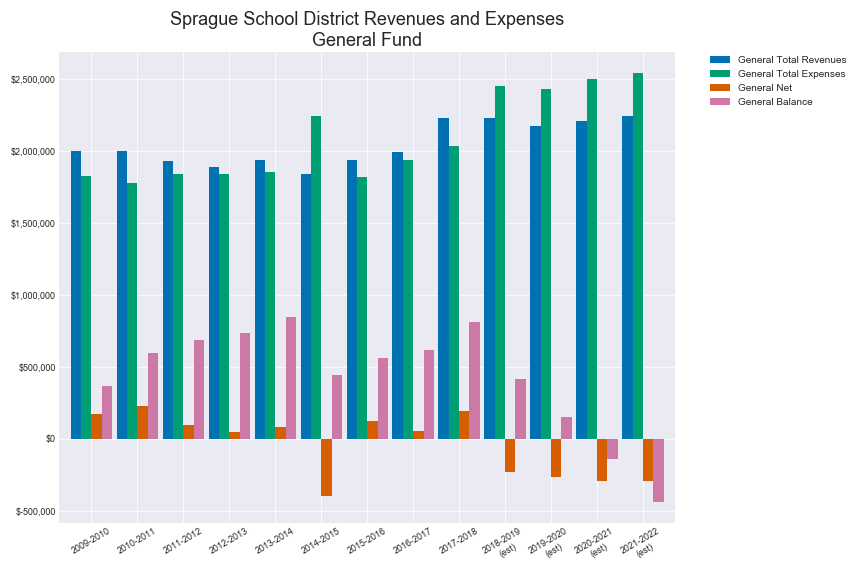 Sprague School District Revenues and Expenses
General Fund
General Total Revenues
General Total Expenses
General Net
General Balance
$2,500,000
$2,000,000
$1,500,000
$1,000,000
$500,000
$0
$-500,000
2009-2010
2010-2011
2011-2012
2012-2013
2013-2014
2014-2015
2015-2016
2016-2017
2017-2018
2018-2019
(est)
2019-2020
(est)
2020-2021
(est)
2021-2022
(est)